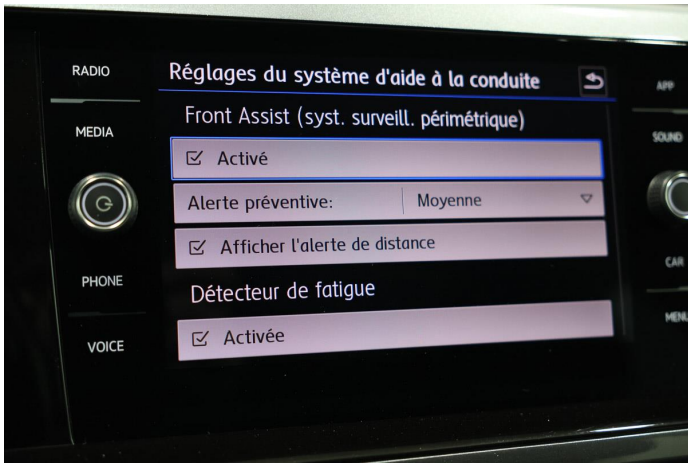 RADIO
MEDIA
PHONE
VOICE
Réglages du système d'aide à la conduite
Front Assist (syst. surveill. périmétrique)
Activé
Alerte préventive: Moyenne
Afficher l'alerte de distance
Détecteur de fatigue
Activée
APP
SOUND
CAR
MENU